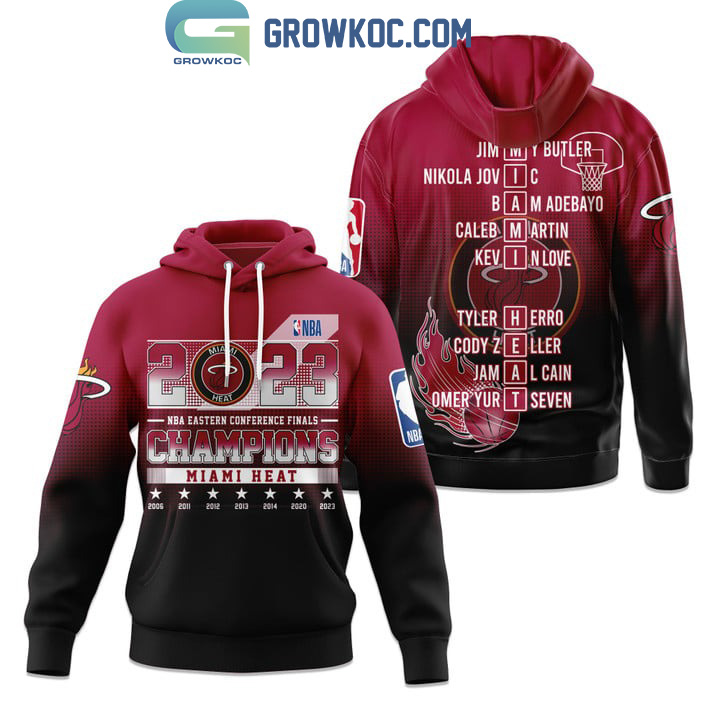 GROWKOC.COM
GROWKOC
JIMMY BUTLER
NIKOLA JOVIC
BAM ADEBAYO
CALEB MARTIN
KEVIN LOVE
TYLER HERRO
CODY ZELLER
JAMAL CAIN
OMER YURTSEVEN
NBA
2023
MIAMI
HEAT
NBA EASTERN CONFERENCE FINALS
CHAMPIONS
MIAMI HEAT
2006 2011 2012 2013 2014 2020 2023
NBA